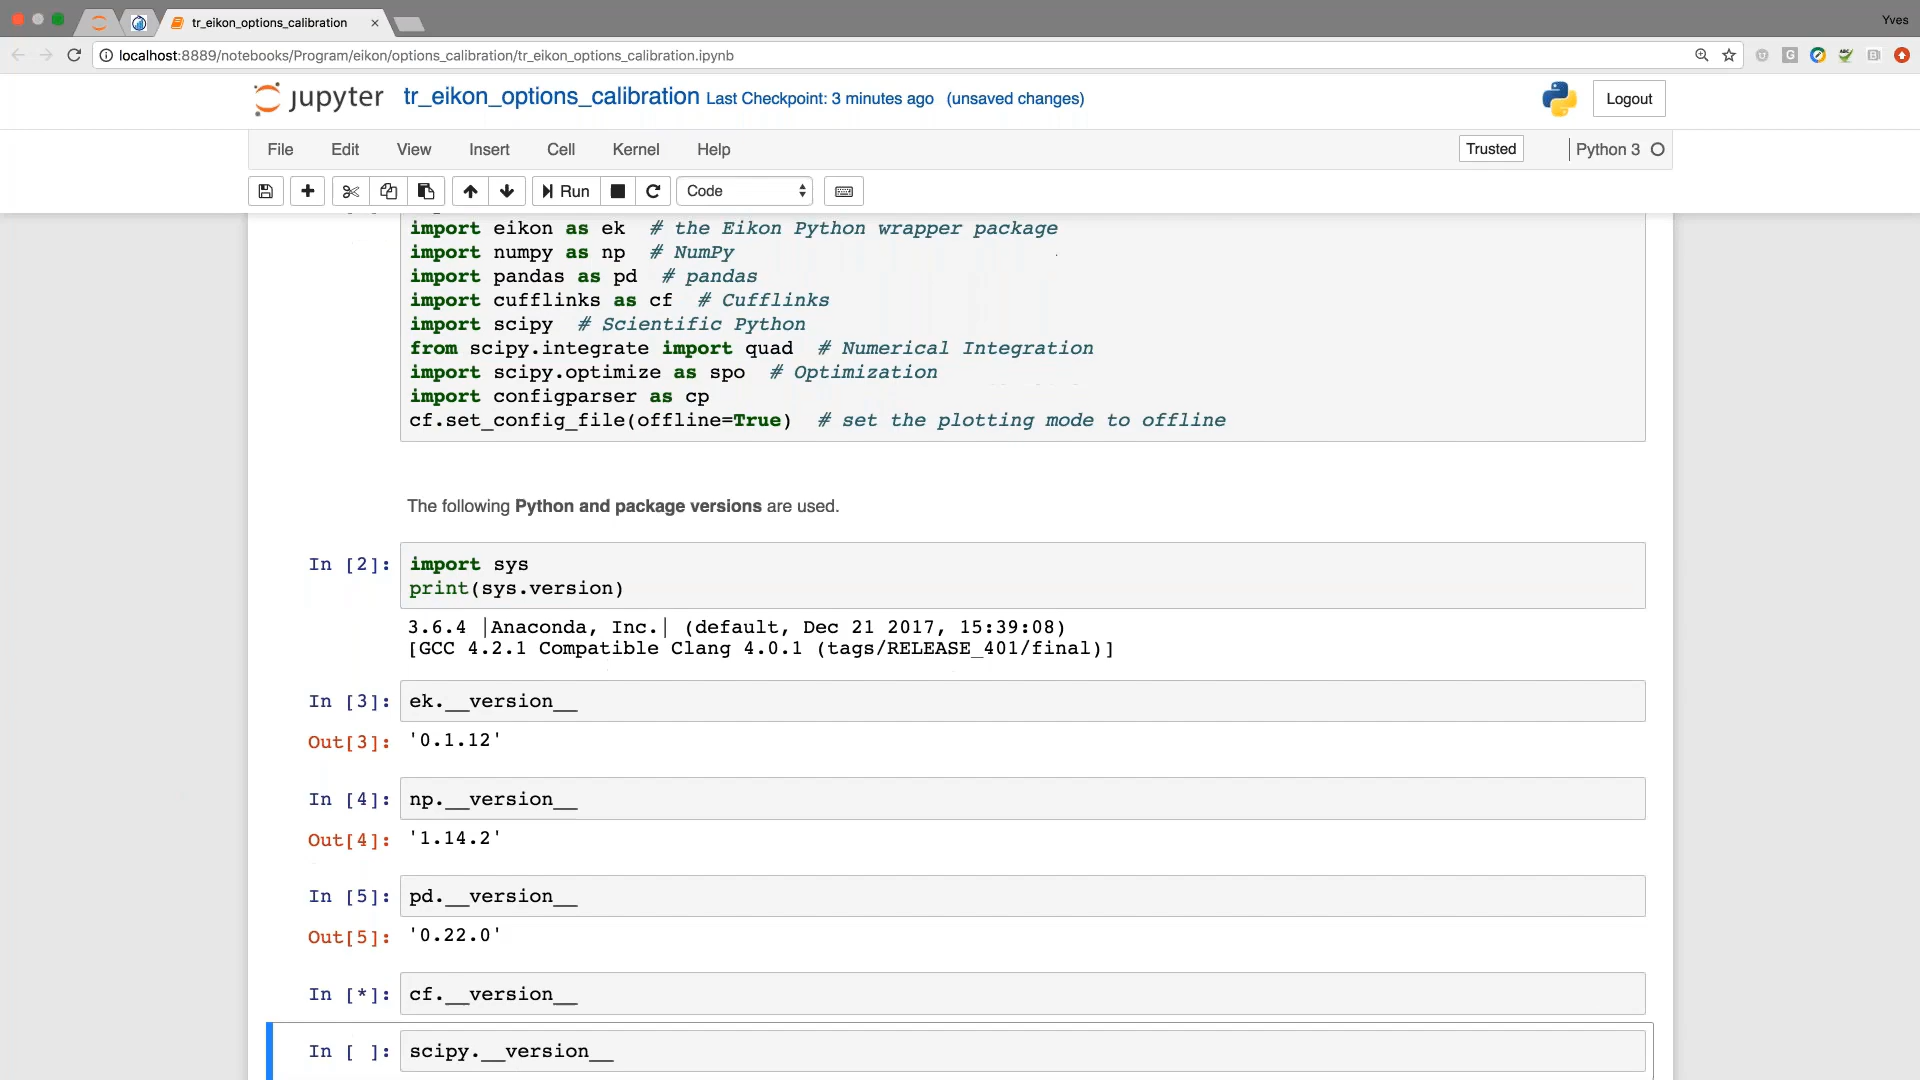 tr_eikon_options_calibration
Yves
localhost:8889/notebooks/Program/eikon/options_calibration/tr_eikon_options_calibration.ipynb
jupyter tr_eikon_options_calibration Last Checkpoint: 3 minutes ago (unsaved changes)
Logout
File Edit View Insert Cell Kernel Help
Trusted
Python 3
Run
Code
import eikon as ek  # the Eikon Python wrapper package
import numpy as np  # NumPy
import pandas as pd  # pandas
import cufflinks as cf  # Cufflinks
import scipy  # Scientific Python
from scipy.integrate import quad  # Numerical Integration
import scipy.optimize as spo  # Optimization
import configparser as cp
cf.set_config_file(offline=True)  # set the plotting mode to offline
The following Python and package versions are used.
In [2]: import sys
print(sys.version)
3.6.4 |Anaconda, Inc.| (default, Dec 21 2017, 15:39:08)
[GCC 4.2.1 Compatible Clang 4.0.1 (tags/RELEASE_401/final)]
In [3]: ek.__version__
Out[3]: '0.1.12'
In [4]: np.__version__
Out[4]: '1.14.2'
In [5]: pd.__version__
Out[5]: '0.22.0'
In [*]: cf.__version__
In [ ]: scipy.__version__